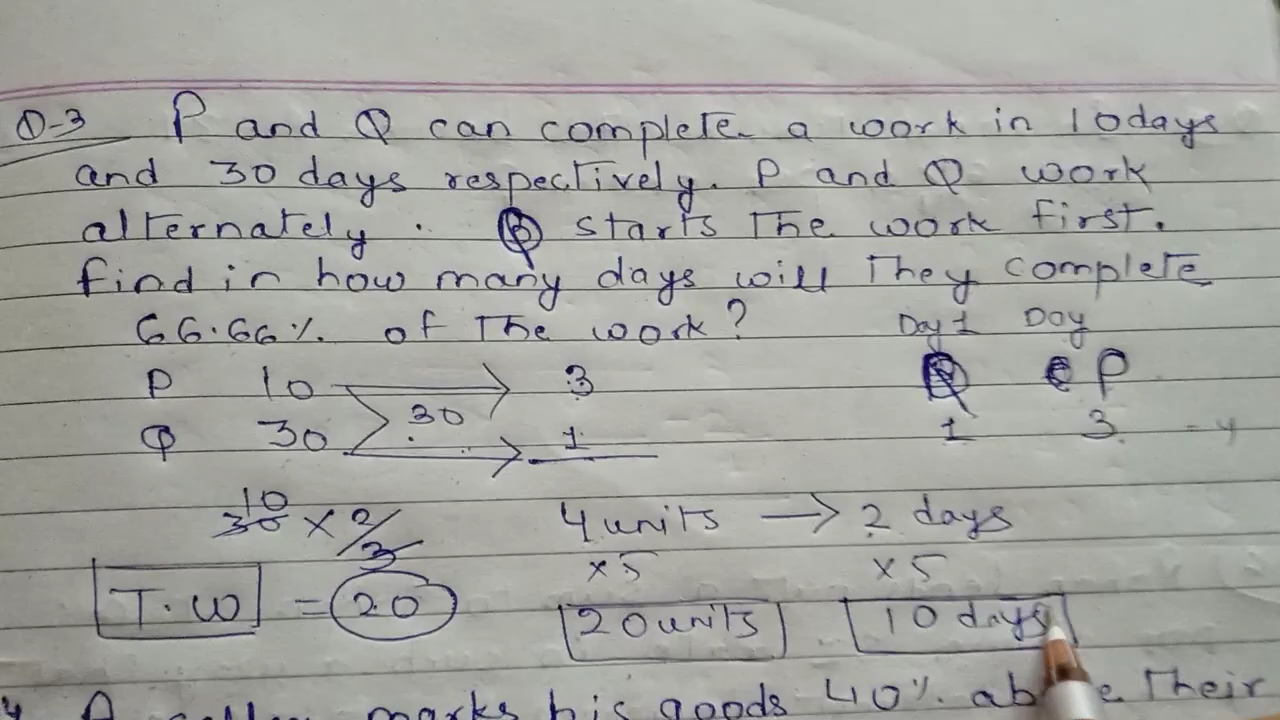 Q-3 P and Q can complete a work in 10 days
and 30 days respectively. P and Q work
alternately. Q starts the work first.
find in how many days will they complete
66.66% of the work? Day 1 Day
P 10 3 Q P
Q 30 30 1 1 3 - 4
10
30 × 2/3 4 units → 2 days
×5 ×5
T.W = 20 20 units 10 days
marks his goods 40% above their